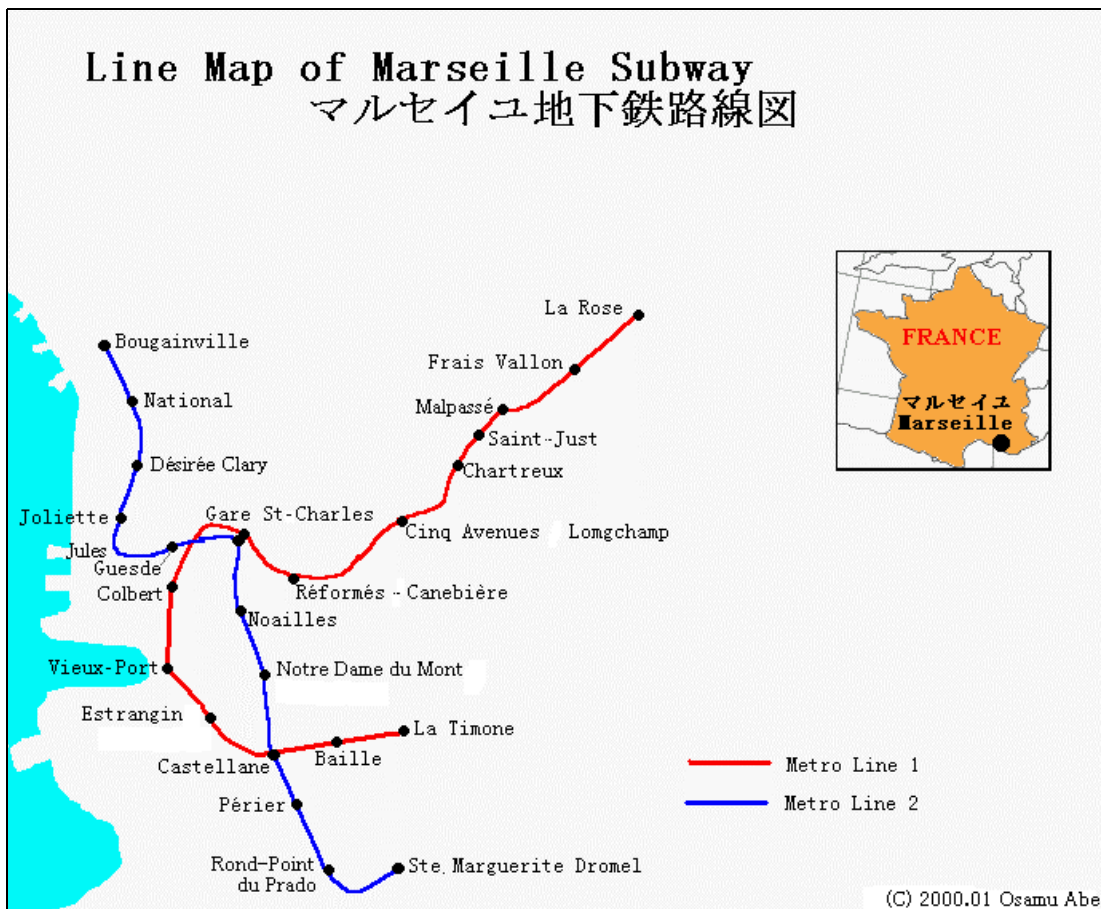 Line Map of Marseille Subway
マルセイユ地下鉄路線図
La Rose
Bougainville
FRANCE
Frais Vallon
National
マルセイユ
Malpassé
Marseille
Saint-Just
Désirée Clary
Chartreux
Gare St-Charles
Joliette
Cinq Avenues Lomgchamp
Jules
Guesde
Colbert
Réformés - Canebière
Noailles
Vieux-Port
Notre Dame du Mont
Estrangin
La Timone
Baille
Castellane
Metro Line 1
Périer
Metro Line 2
Rond-Point
du Prado
Ste. Marguerite Dromel
(C) 2000.01 Osamu Abe